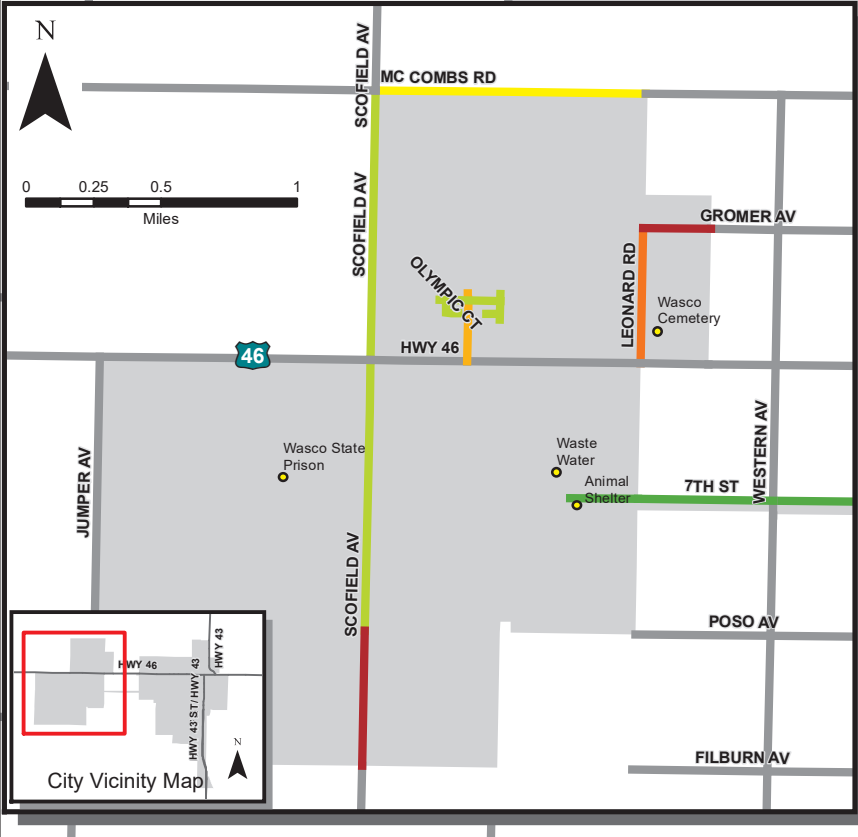 N
SCOFIELD AV
MC COMBS RD
0 0.25 0.5 1
Miles
SCOFIELD AV
GROMER AV
OLYMPIC CT
LEONARD RD
Wasco
Cemetery
HWY 46
46
Wasco State
Prison
Waste
Water
Animal
Shelter
7TH ST
WESTERN AV
JUMPER AV
SCOFIELD AV
POSO AV
FILBURN AV
HWY 43
HWY 46
HWY 43
ST/ HWY 43
N
City Vicinity Map